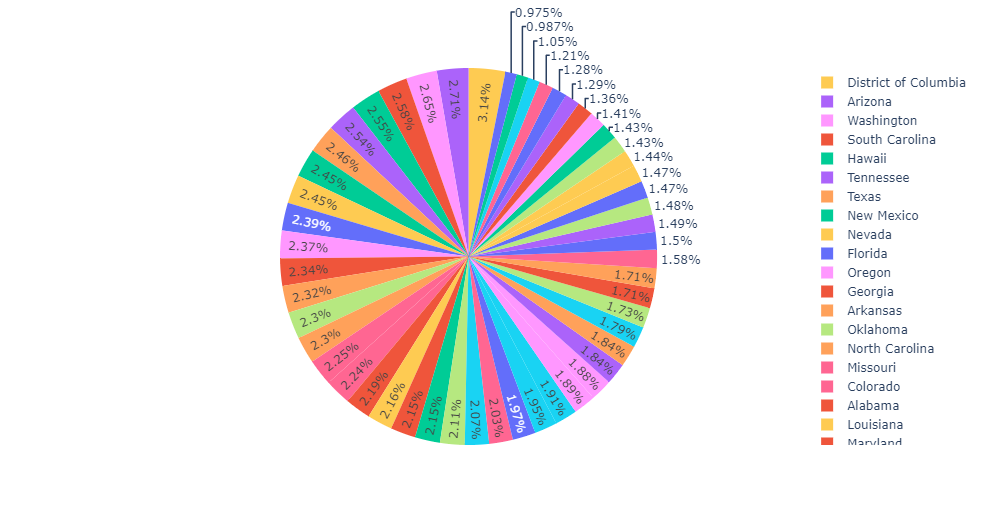 0.975%
0.987%
1.05%
1.21%
1.28%
1.29%
1.36%
1.41%
1.43%
1.43%
1.44%
1.47%
1.47%
1.48%
1.49%
1.5%
1.58%
1.71%
1.71%
1.73%
1.79%
1.84%
1.84%
1.88%
1.89%
1.91%
1.95%
1.97%
2.03%
2.07%
2.11%
2.15%
2.15%
2.16%
2.19%
2.24%
2.25%
2.3%
2.3%
2.32%
2.34%
2.37%
2.39%
2.45%
2.45%
2.46%
2.54%
2.55%
2.58%
2.65%
2.71%
3.14%
District of Columbia
Arizona
Washington
South Carolina
Hawaii
Tennessee
Texas
New Mexico
Nevada
Florida
Oregon
Georgia
Arkansas
Oklahoma
North Carolina
Missouri
Colorado
Alabama
Louisiana
Maryland